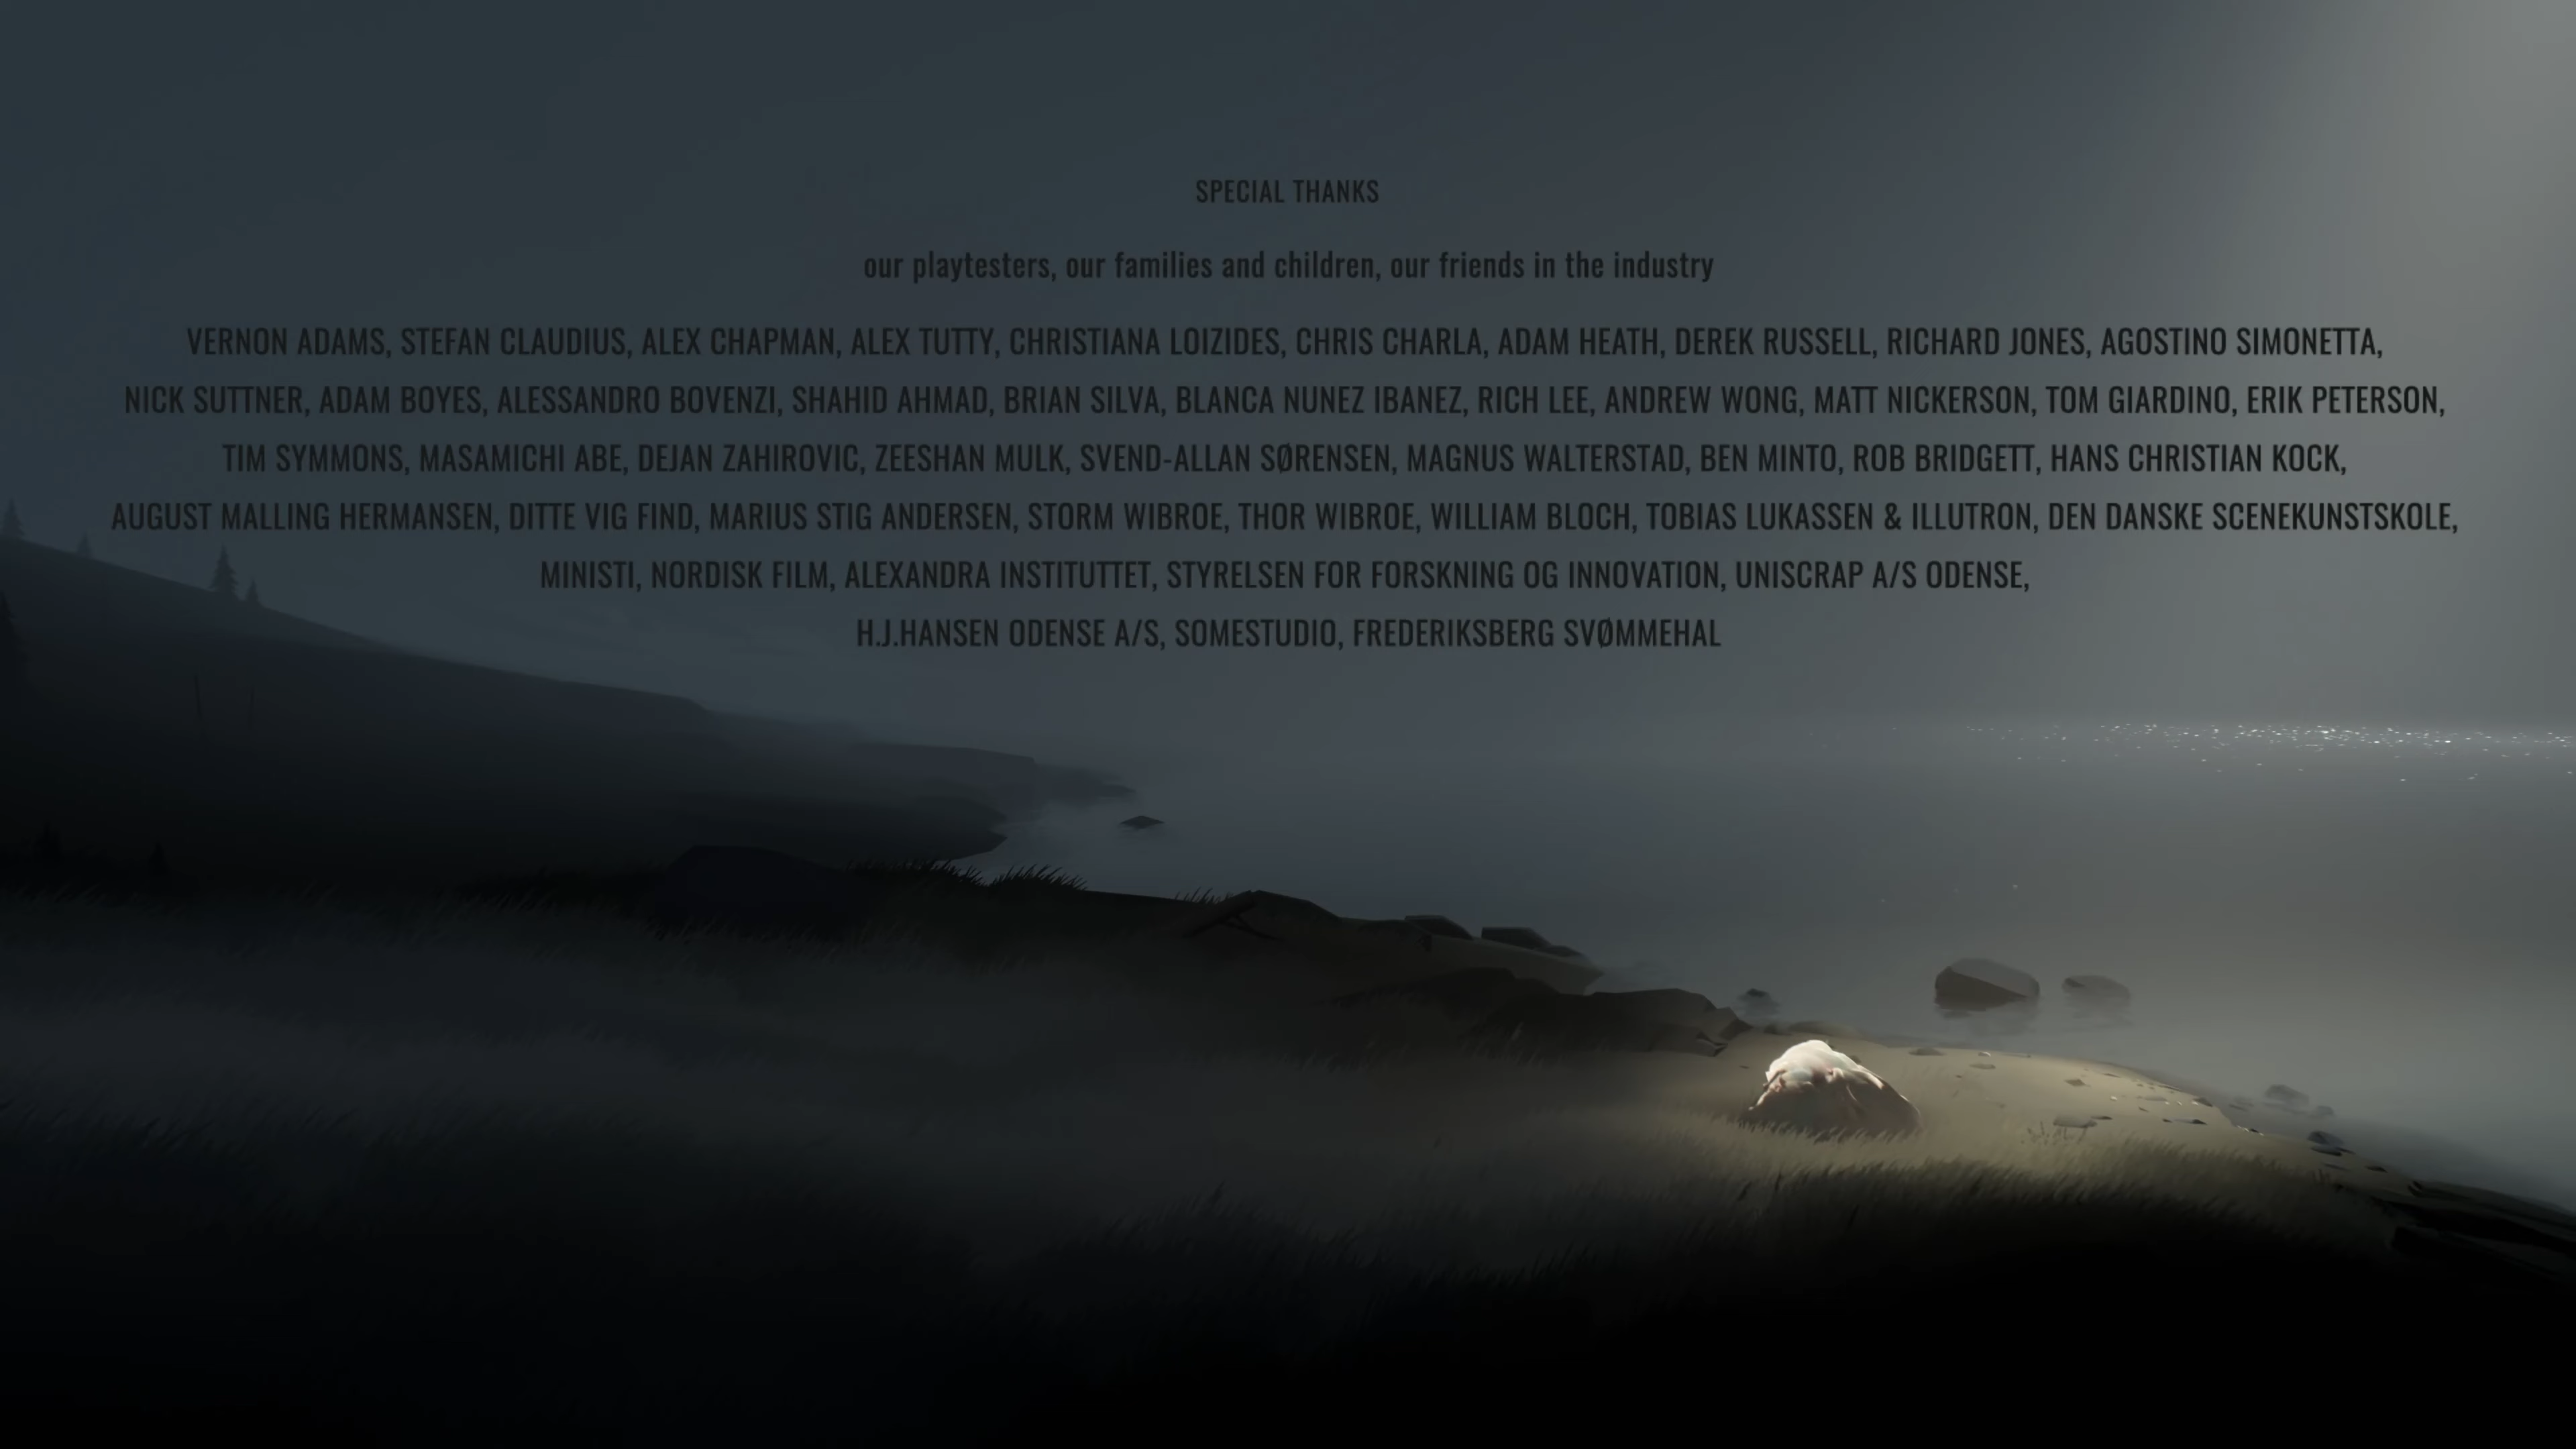 SPECIAL THANKS
our playtesters, our families and children, our friends in the industry
VERNON ADAMS, STEFAN CLAUDIUS, ALEX CHAPMAN, ALEX TUTTY, CHRISTIANA LOIZIDES, CHRIS CHARLA, ADAM HEATH, DEREK RUSSELL, RICHARD JONES, AGOSTINO SIMONETTA,
NICK SUTTNER, ADAM BOYES, ALESSANDRO BOVENZI, SHAHID AHMAD, BRIAN SILVA, BLANCA NUNEZ IBANEZ, RICH LEE, ANDREW WONG, MATT NICKERSON, TOM GIARDINO, ERIK PETERSON,
TIM SYMMONS, MASAMICHI ABE, DEJAN ZAHIROVIC, ZEESHAN MULK, SVEND-ALLAN SØRENSEN, MAGNUS WALTERSTAD, BEN MINTO, ROB BRIDGETT, HANS CHRISTIAN KOCK,
AUGUST MALLING HERMANSEN, DITTE VIG FIND, MARIUS STIG ANDERSEN, STORM WIBROE, THOR WIBROE, WILLIAM BLOCH, TOBIAS LUKASSEN & ILLUTRON, DEN DANSKE SCENEKUNSTSKOLE,
MINISTI, NORDISK FILM, ALEXANDRA INSTITUTTET, STYRELSEN FOR FORSKNING OG INNOVATION, UNISCRAP A/S ODENSE,
H.J.HANSEN ODENSE A/S, SOMESTUDIO, FREDERIKSBERG SVØMMEHAL